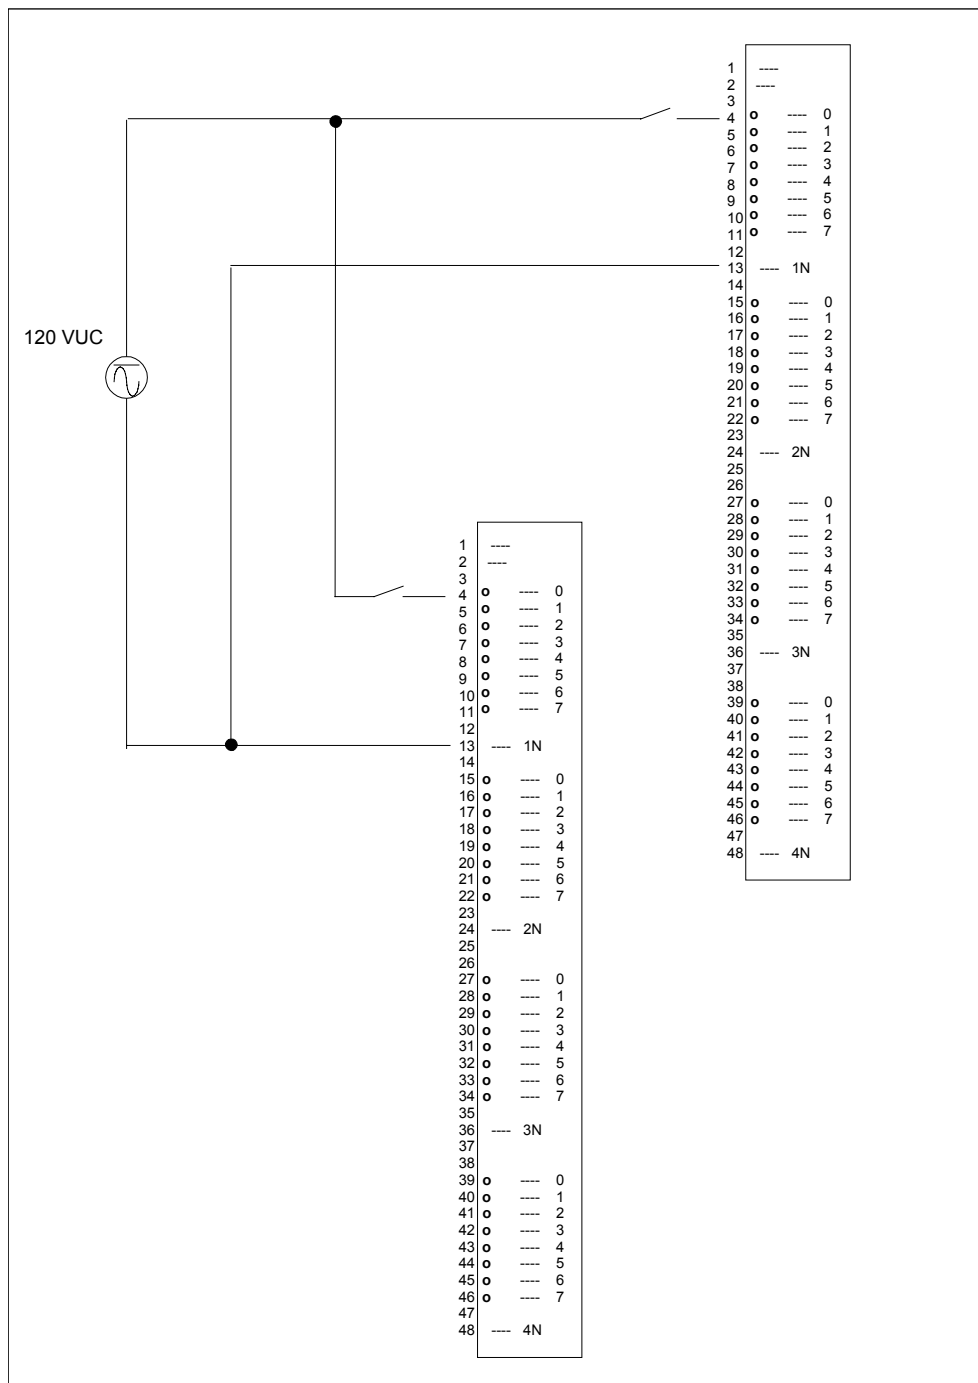 120 VUC
1 ----
2 ----
3
4 o ---- 0
5 o ---- 1
6 o ---- 2
7 o ---- 3
8 o ---- 4
9 o ---- 5
10 o ---- 6
11 o ---- 7
12
13 ---- 1N
14
15 o ---- 0
16 o ---- 1
17 o ---- 2
18 o ---- 3
19 o ---- 4
20 o ---- 5
21 o ---- 6
22 o ---- 7
23
24 ---- 2N
25
26
27 o ---- 0
28 o ---- 1
29 o ---- 2
30 o ---- 3
31 o ---- 4
32 o ---- 5
33 o ---- 6
34 o ---- 7
35
36 ---- 3N
37
38
39 o ---- 0
40 o ---- 1
41 o ---- 2
42 o ---- 3
43 o ---- 4
44 o ---- 5
45 o ---- 6
46 o ---- 7
47
48 ---- 4N
1 ----
2 ----
3
4 o ---- 0
5 o ---- 1
6 o ---- 2
7 o ---- 3
8 o ---- 4
9 o ---- 5
10 o ---- 6
11 o ---- 7
12
13 ---- 1N
14
15 o ---- 0
16 o ---- 1
17 o ---- 2
18 o ---- 3
19 o ---- 4
20 o ---- 5
21 o ---- 6
22 o ---- 7
23
24 ---- 2N
25
26
27 o ---- 0
28 o ---- 1
29 o ---- 2
30 o ---- 3
31 o ---- 4
32 o ---- 5
33 o ---- 6
34 o ---- 7
35
36 ---- 3N
37
38
39 o ---- 0
40 o ---- 1
41 o ---- 2
42 o ---- 3
43 o ---- 4
44 o ---- 5
45 o ---- 6
46 o ---- 7
47
48 ---- 4N